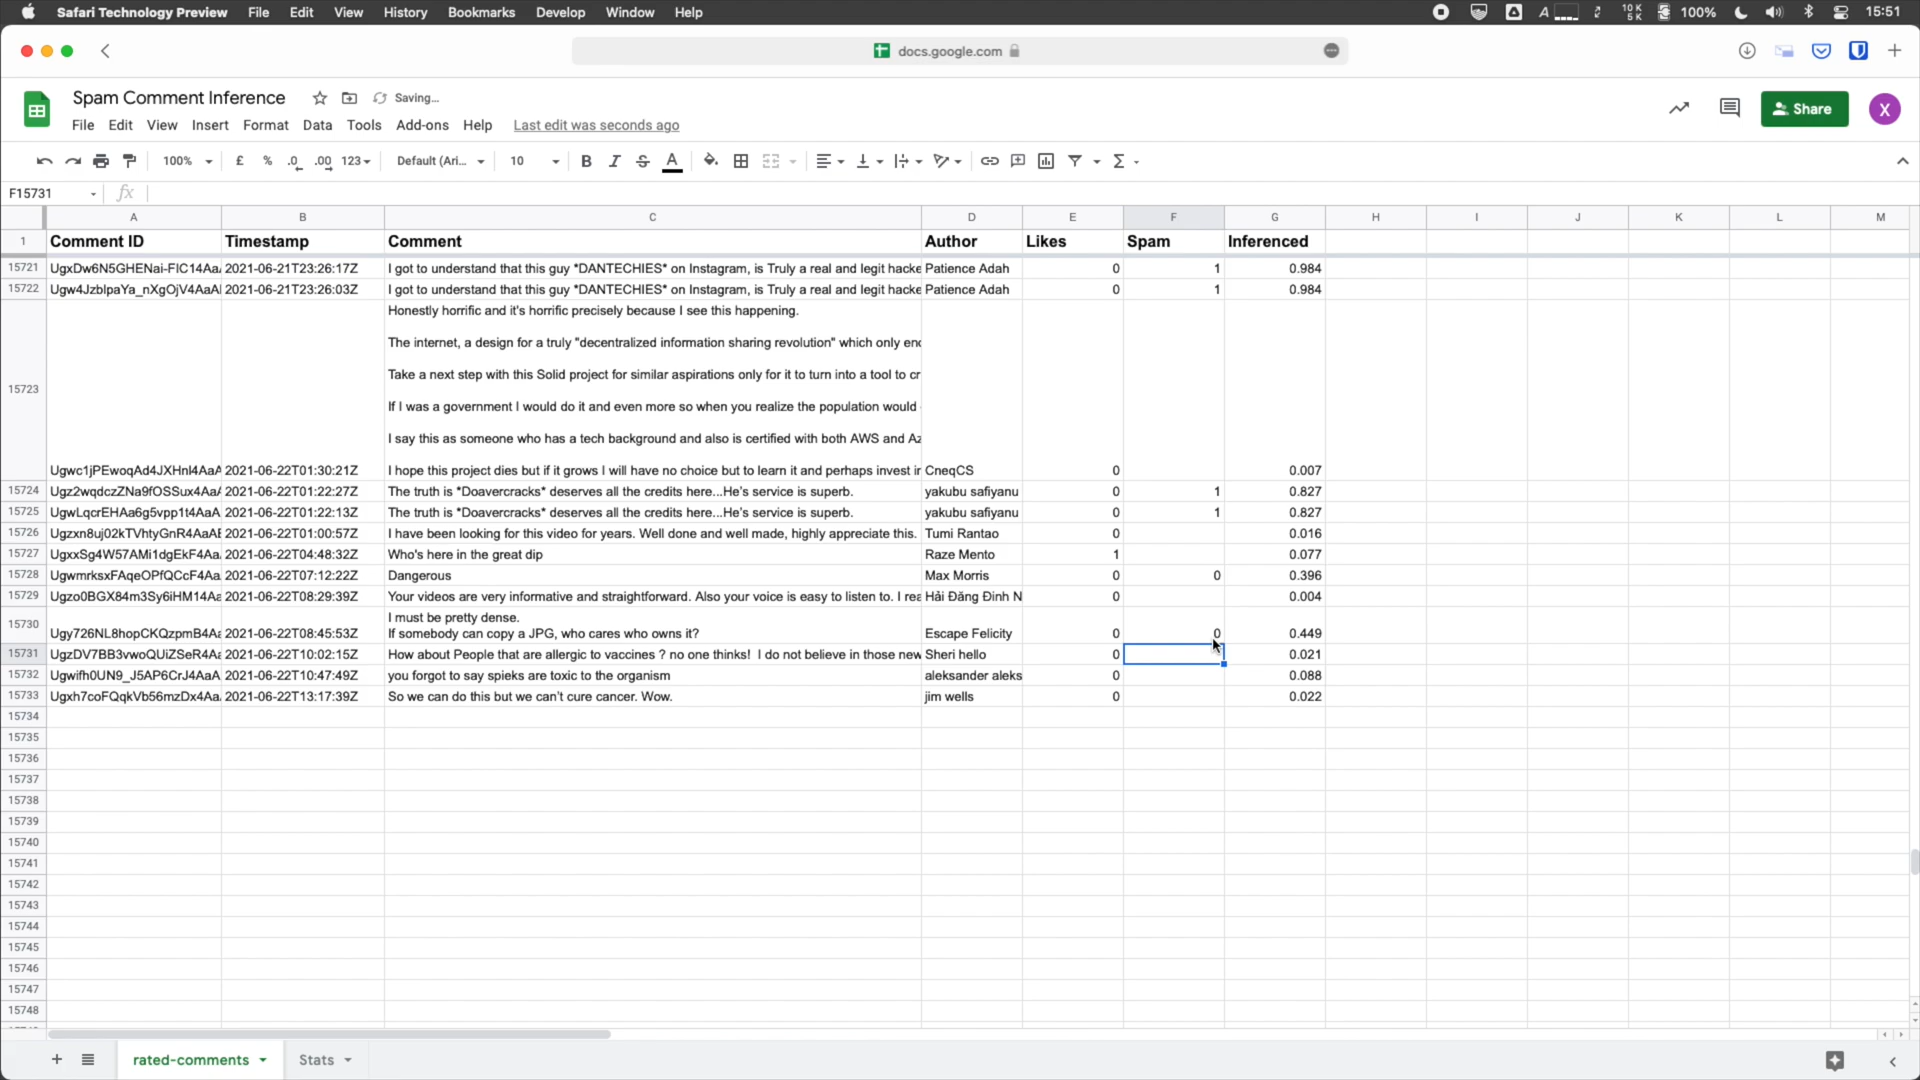 Safari Technology Preview File Edit View History Bookmarks Develop Window Help A 10 K 5 K 100% 15:51
docs.google.com
Spam Comment Inference Saving...
File Edit View Insert Format Data Tools Add-ons Help Last edit was seconds ago
Share X
100% £ % .0 .00 123 Default (Ari... 10 B I S A Σ
F15731 fx
A B C D E F G H I J K L M
1 Comment ID Timestamp Comment Author Likes Spam Inferenced
15721 UgxDw6N5GHENai-FIC14Aa 2021-06-21T23:26:17Z I got to understand that this guy *DANTECHIES* on Instagram, is Truly a real and legit hacke Patience Adah 0 1 0.984
15722 Ugw4JzblpaYa_nXgOjV4AaA 2021-06-21T23:26:03Z I got to understand that this guy *DANTECHIES* on Instagram, is Truly a real and legit hacke Patience Adah 0 1 0.984
Honestly horrific and it's horrific precisely because I see this happening.
The internet, a design for a truly "decentralized information sharing revolution" which only en
Take a next step with this Solid project for similar aspirations only for it to turn into a tool to cr
15723
If I was a government I would do it and even more so when you realize the population would
I say this as someone who has a tech background and also is certified with both AWS and Az
Ugwc1jPEwoqAd4JXHnl4AaA 2021-06-22T01:30:21Z I hope this project dies but if it grows I will have no choice but to learn it and perhaps invest ir CneqCS 0 0.007
15724 Ugz2wqdczZNa9fOSSux4Aa 2021-06-22T01:22:27Z The truth is *Doavercracks* deserves all the credits here...He's service is superb. yakubu safiyanu 0 1 0.827
15725 UgwLqcrEHAa6g5vpp1t4AaA 2021-06-22T01:22:13Z The truth is *Doavercracks* deserves all the credits here...He's service is superb. yakubu safiyanu 0 1 0.827
15726 Ugzxn8uj02kTVhtyGnR4AaA 2021-06-22T01:00:57Z I have been looking for this video for years. Well done and well made, highly appreciate this. Tumi Rantao 0 0.016
15727 UgxxSg4W57AMi1dgEkF4Aa 2021-06-22T04:48:32Z Who's here in the great dip Raze Mento 1 0.077
15728 UgwmrksxFAqeOPfQCcF4Aa 2021-06-22T07:12:22Z Dangerous Max Morris 0 0 0.396
15729 Ugzo0BGX84m3Sy6iHM14Aa 2021-06-22T08:29:39Z Your videos are very informative and straightforward. Also your voice is easy to listen to. I rea Hải Đăng Đinh N 0 0.004
I must be pretty dense.
15730 Ugy726NL8hopCKQzpmB4A 2021-06-22T08:45:53Z If somebody can copy a JPG, who cares who owns it? Escape Felicity 0 0 0.449
15731 UgzDV7BB3vwoQUiZSeR4A 2021-06-22T10:02:15Z How about People that are allergic to vaccines ? no one thinks! I do not believe in those new Sheri hello 0 0.021
15732 Ugwifh0UN9_J5AP6CrJ4AaA 2021-06-22T10:47:49Z you forgot to say spieks are toxic to the organism aleksander aleks 0 0.088
15733 Ugxh7coFQqkVb56mzDx4Aa 2021-06-22T13:17:39Z So we can do this but we can't cure cancer. Wow. jim wells 0 0.022
15734
15735
15736
15737
15738
15739
15740
15741
15742
15743
15744
15745
15746
15747
15748
rated-comments Stats